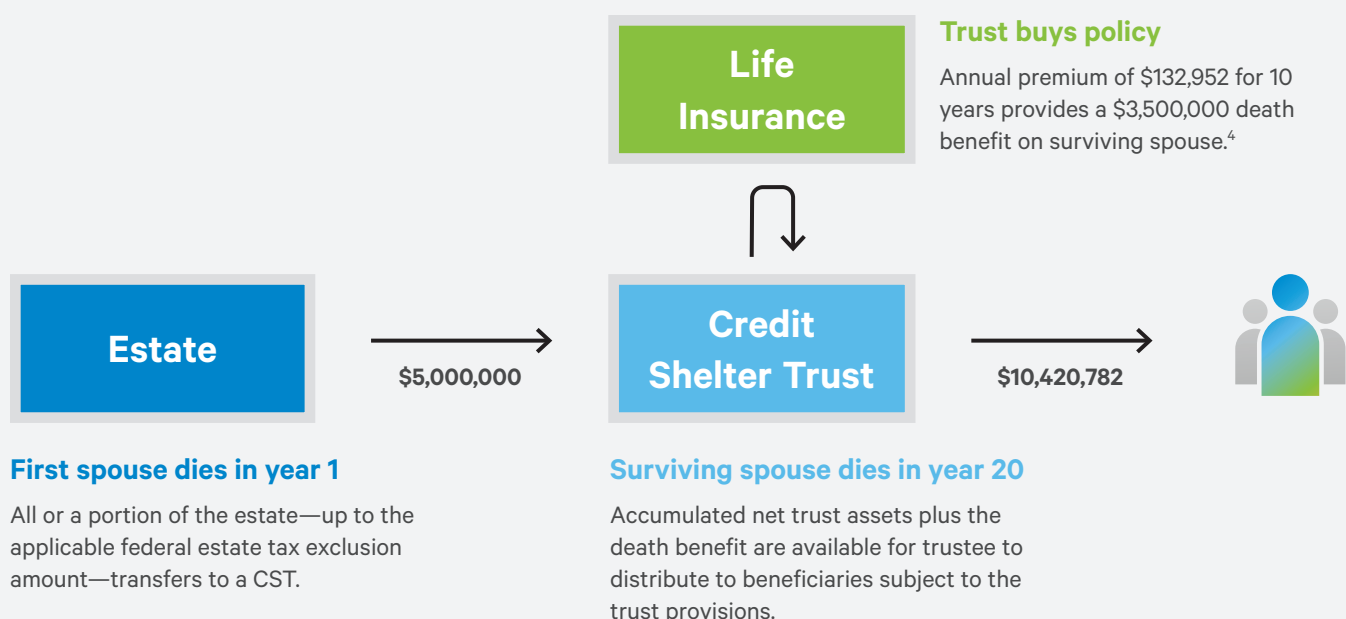 Life
Insurance
Trust buys policy
Annual premium of $132,952 for 10
years provides a $3,500,000 death
benefit on surviving spouse.4
Estate
$5,000,000
Credit
Shelter Trust
$10,420,782
First spouse dies in year 1
All or a portion of the estate—up to the
applicable federal estate tax exclusion
amount—transfers to a CST.
Surviving spouse dies in year 20
Accumulated net trust assets plus the
death benefit are available for trustee to
distribute to beneficiaries subject to the
trust provisions.